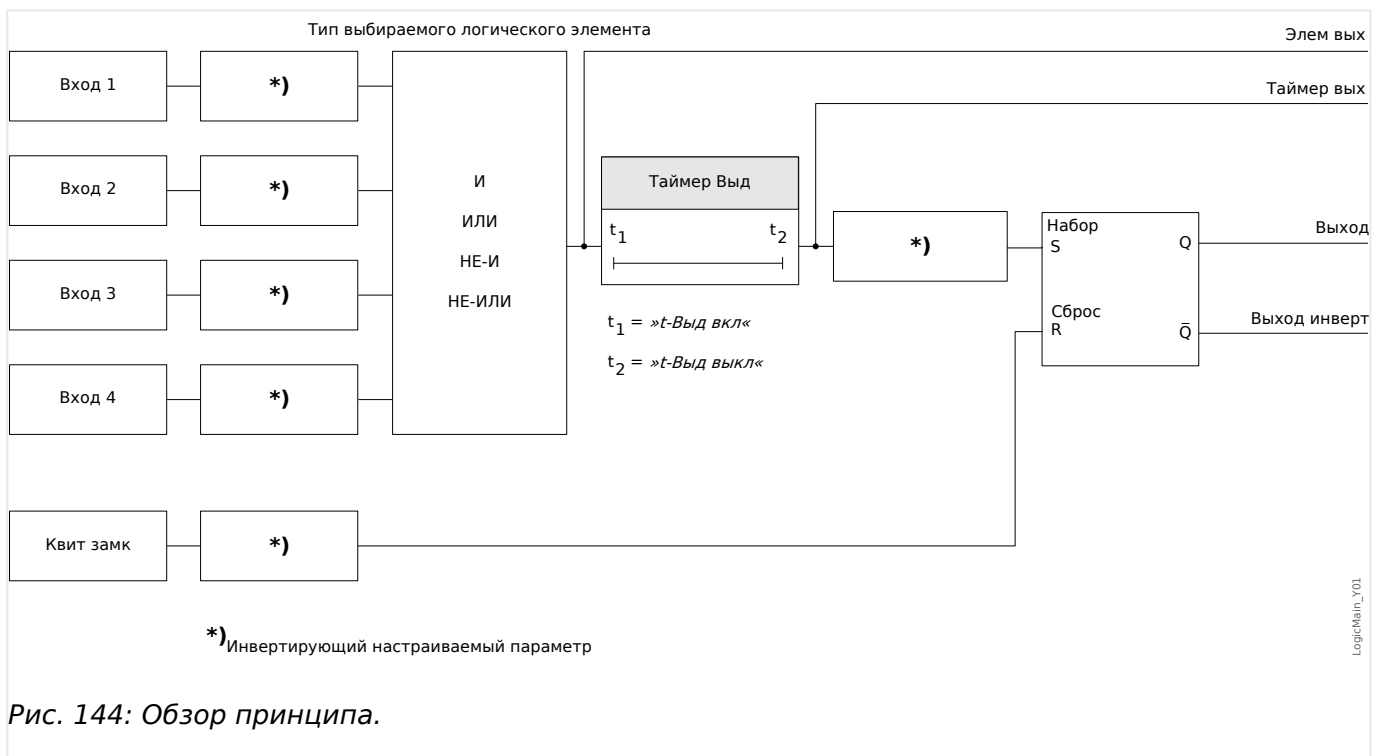 Тип выбираемого логического элемента
Элем вых
Таймер вых
Вход 1
*)
Вход 2
*)
Вход 3
*)
Вход 4
*)
И
ИЛИ
НЕ-И
НЕ-ИЛИ
Таймер Выд
t1
t2
t1 = »t-Выд вкл«
t2 = »t-Выд выкл«
*)
Набор
S
Q
Сброс
R
Q̅
Выход
Выход инверт
Квит замк
*)
*)Инвертирующий настраиваемый параметр
LogicMain_Y01
Рис. 144: Обзор принципа.